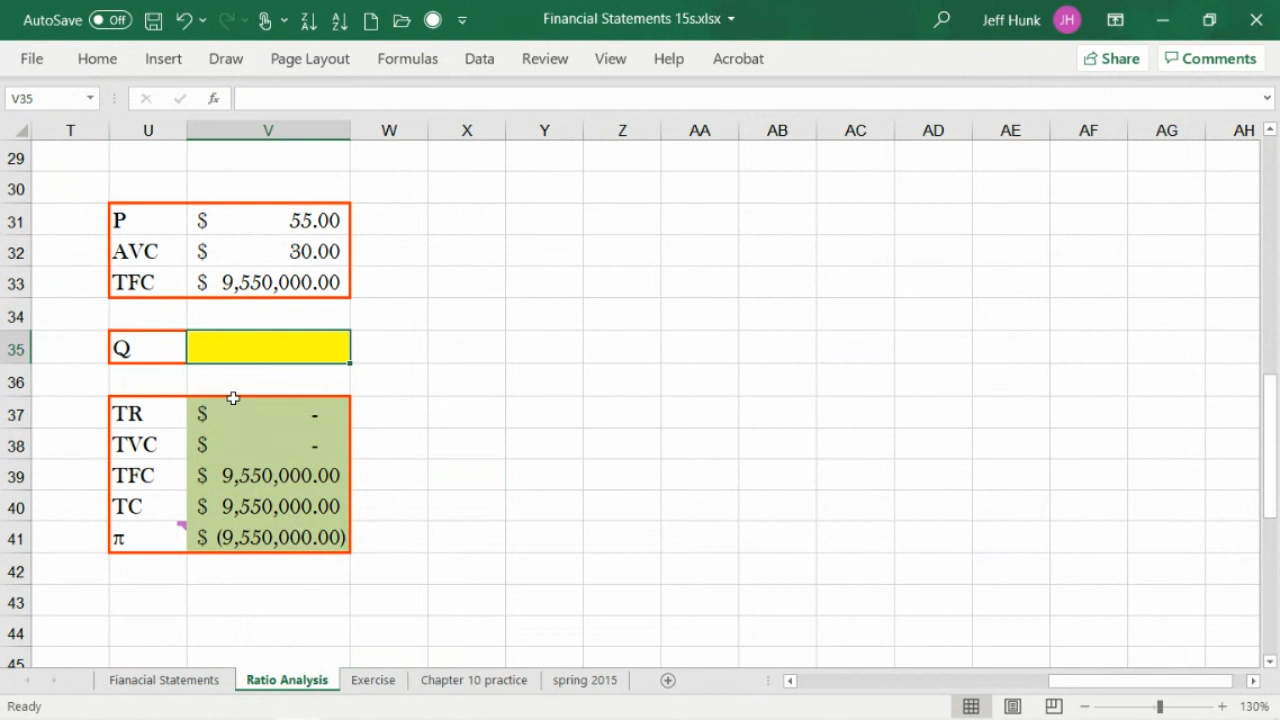 AutoSave Off Financial Statements 15s.xlsx Jeff Hunk JH
File Home Insert Draw Page Layout Formulas Data Review View Help Acrobat Share Comments
V35 fx
T U V W X Y Z AA AB AC AD AE AF AG AH
29
30
31 P $ 55.00
32 AVC $ 30.00
33 TFC $ 9,550,000.00
34
35 Q
36
37 TR $ -
38 TVC $ -
39 TFC $ 9,550,000.00
40 TC $ 9,550,000.00
41 π $ (9,550,000.00)
42
43
44
45
Fianacial Statements Ratio Analysis Exercise Chapter 10 practice spring 2015
Ready 130%